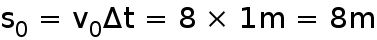 s₀ = v₀Δt = 8 × 1m = 8m